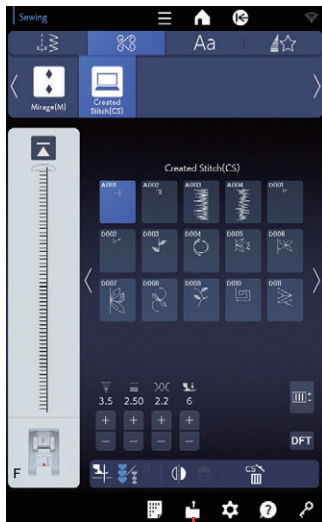 Sewing
Aa
Mirage(M)
Created
Stitch(CS)
Created Stitch(CS)
A001 A002 A003 A004 D001
D002 D003 D004 D005 D006
D007 D008 D009 D010 D011
3.5 2.50 2.2 6
+ + + +
- - - -
DFT
F
CS
?